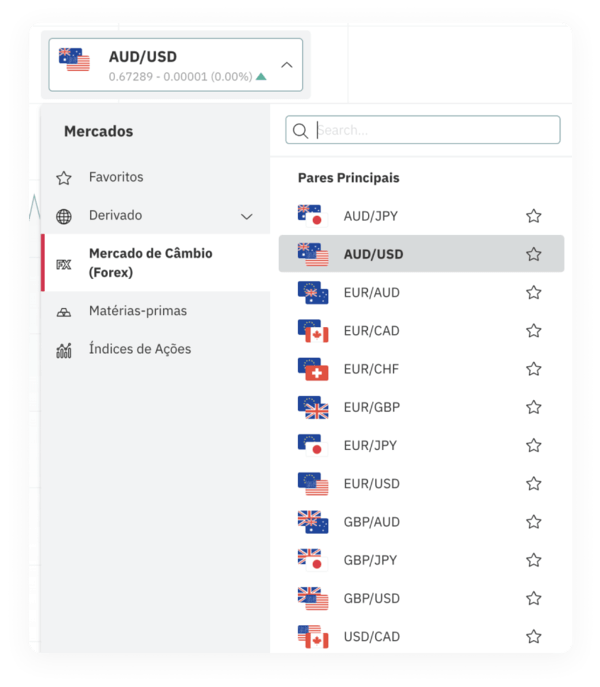 AUD/USD
0.67289 - 0.00001 (0.00%)
Mercados
Search...
Favoritos
Derivado
FX
Mercado de Câmbio
(Forex)
Matérias-primas
Índices de Ações
Pares Principais
AUD/JPY
AUD/USD
EUR/AUD
EUR/CAD
EUR/CHF
EUR/GBP
EUR/JPY
EUR/USD
GBP/AUD
GBP/JPY
GBP/USD
USD/CAD